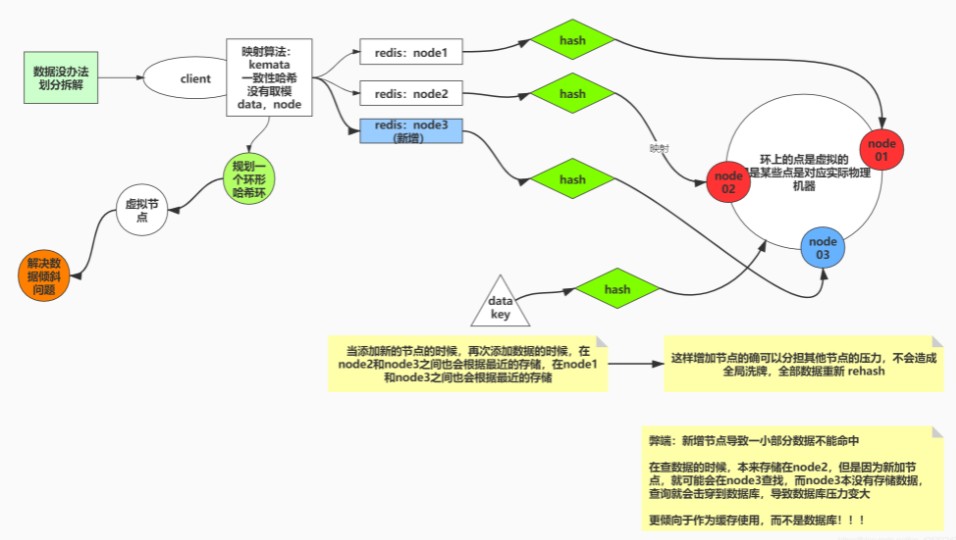 数据没办法
划分拆解
client
映射算法：
kemata
一致性哈希
没有取模
data，node
redis：node1
redis：node2
redis：node3
(新增)
hash
hash
hash
映射
node
01
node
02
node
03
环上的点是虚拟的
是某些点是对应实际物理
机器
规划一
个环形
哈希环
虚拟节
点
解决数
据倾斜
问题
data
key
hash
当添加新的节点的时候，再次添加数据的时候，在
node2和node3之间也会根据最近的存储，在node1
和node3之间也会根据最近的存储
这样增加节点的确可以分担其他节点的压力，不会造成
全局洗牌，全部数据重新 rehash
弊端：新增节点导致一小部分数据不能命中
在查数据的时候，本来存储在node2，但是因为新加节
点，就可能会在node3查找，而node3本没有存储数据，
查询就会击穿到数据库，导致数据库压力变大
更倾向于作为缓存使用，而不是数据库！！！